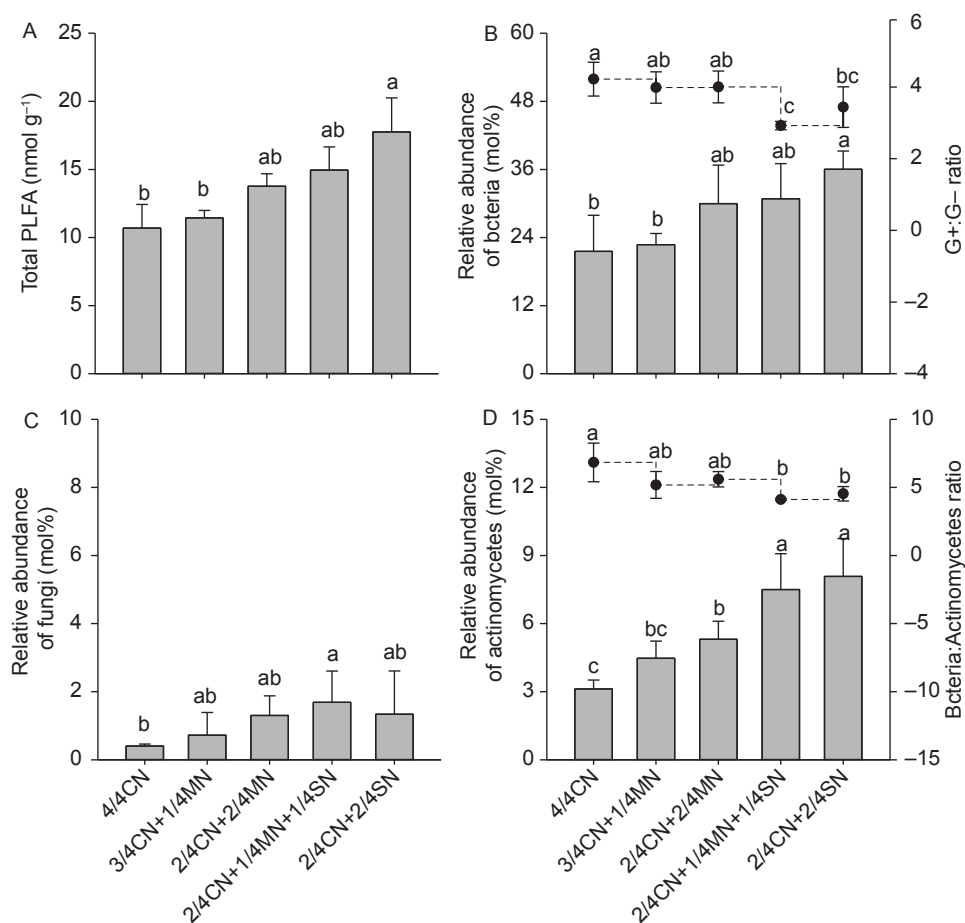 A
25
20
15
10
5
0
Total PLFA (nmol g⁻¹)
b
b
ab
ab
a
B
60
48
36
24
12
0
Relative abundance
of bcteria (mol%)
a
ab
ab
c
bc
b
b
ab
ab
a
6
4
2
0
–2
–4
G+:G– ratio
C
10
8
6
4
2
0
Relative abundance
of fungi (mol%)
b
ab
ab
a
ab
4/4CN
3/4CN+1/4MN
2/4CN+2/4MN
2/4CN+1/4MN+1/4SN
2/4CN+2/4SN
D
15
12
9
6
3
0
Relative abundance
of actinomycetes (mol%)
a
ab
ab
b
b
c
bc
b
a
a
10
5
0
–5
–10
–15
Bcteria:Actinomycetes ratio
4/4CN
3/4CN+1/4MN
2/4CN+2/4MN
2/4CN+1/4MN+1/4SN
2/4CN+2/4SN